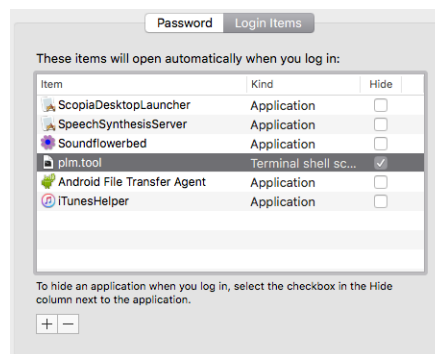 Password Login Items
These items will open automatically when you log in:
Item Kind Hide
ScopiaDesktopLauncher Application
SpeechSynthesisServer Application
Soundflowerbed Application
plm.tool Terminal shell sc...
Android File Transfer Agent Application
iTunesHelper Application
To hide an application when you log in, select the checkbox in the Hide
column next to the application.
+ −